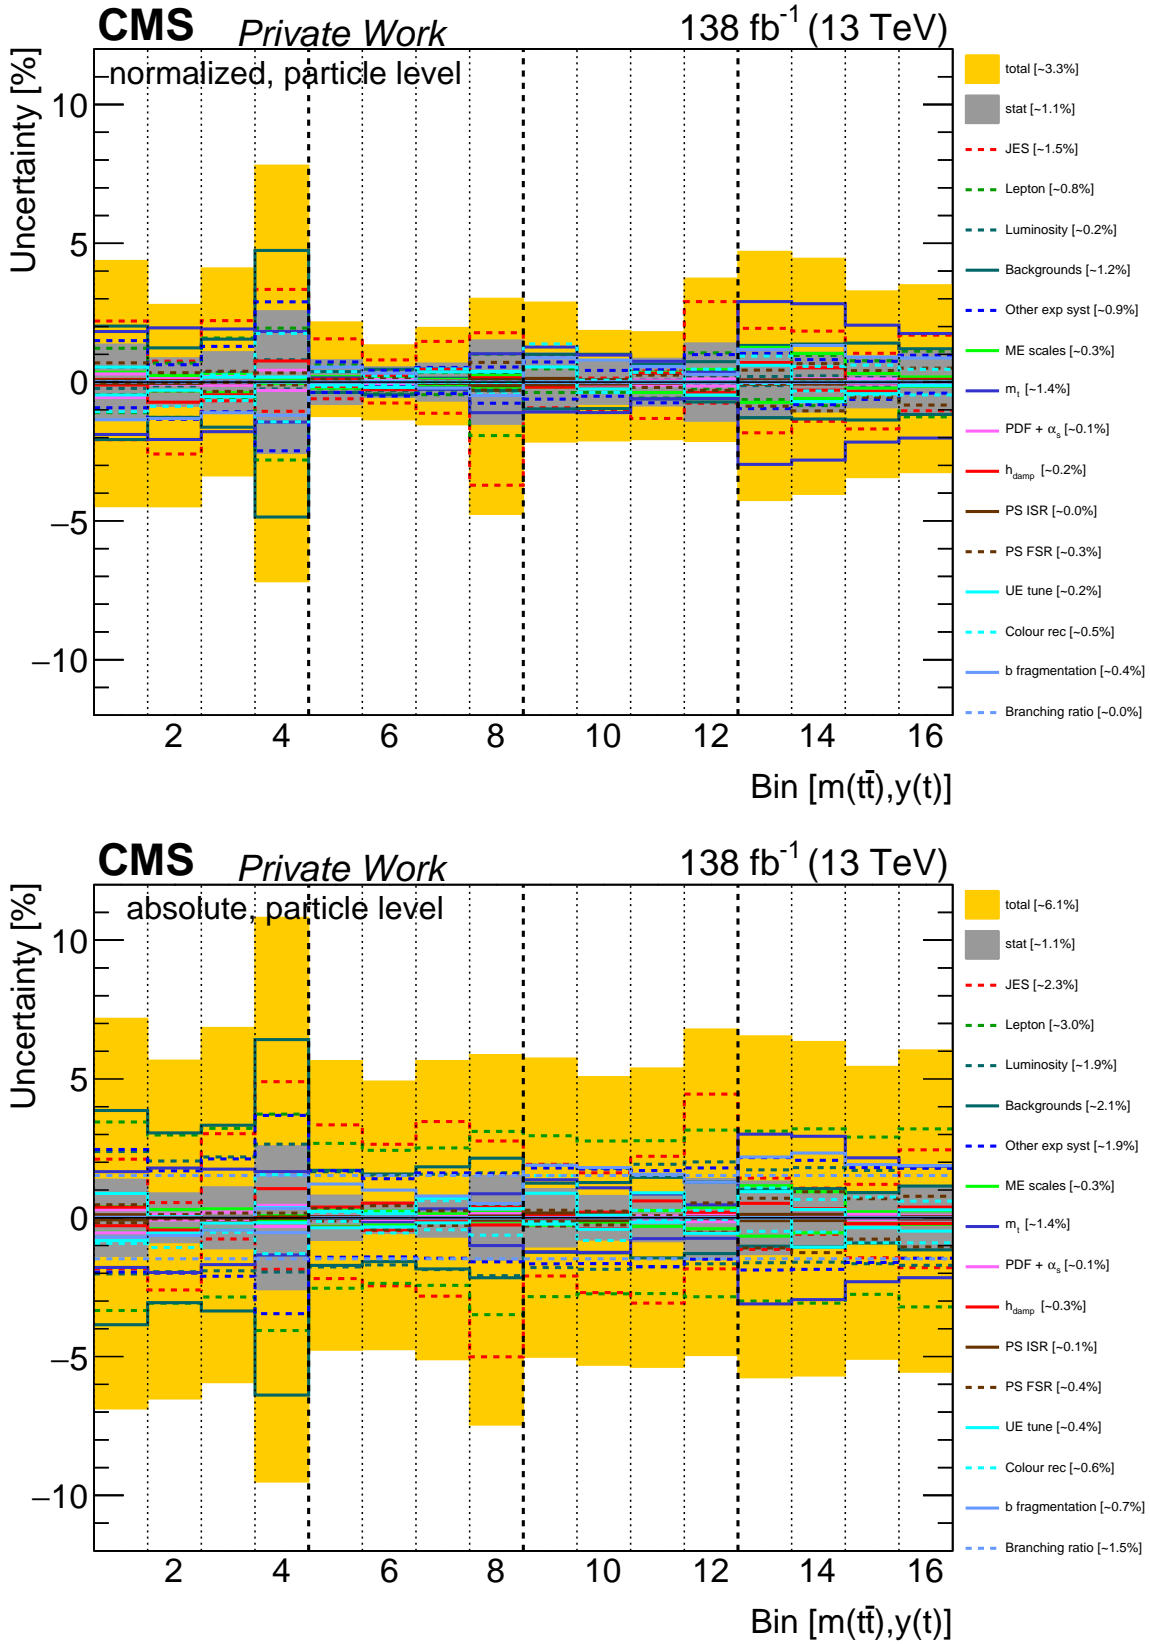 CMS Private Work 138 fb⁻¹ (13 TeV)
normalized, particle level
Uncertainty [%]
10
5
0
−5
−10
2 4 6 8 10 12 14 16
Bin [m(tt̄),y(t)]
total [~3.3%]
stat [~1.1%]
JES [~1.5%]
Lepton [~0.8%]
Luminosity [~0.2%]
Backgrounds [~1.2%]
Other exp syst [~0.9%]
ME scales [~0.3%]
mₜ [~1.4%]
PDF + αₛ [~0.1%]
h_damp [~0.2%]
PS ISR [~0.0%]
PS FSR [~0.3%]
UE tune [~0.2%]
Colour rec [~0.5%]
b fragmentation [~0.4%]
Branching ratio [~0.0%]
CMS Private Work 138 fb⁻¹ (13 TeV)
absolute, particle level
Uncertainty [%]
10
5
0
−5
−10
2 4 6 8 10 12 14 16
Bin [m(tt̄),y(t)]
total [~6.1%]
stat [~1.1%]
JES [~2.3%]
Lepton [~3.0%]
Luminosity [~1.9%]
Backgrounds [~2.1%]
Other exp syst [~1.9%]
ME scales [~0.3%]
mₜ [~1.4%]
PDF + αₛ [~0.1%]
h_damp [~0.3%]
PS ISR [~0.1%]
PS FSR [~0.4%]
UE tune [~0.4%]
Colour rec [~0.6%]
b fragmentation [~0.7%]
Branching ratio [~1.5%]